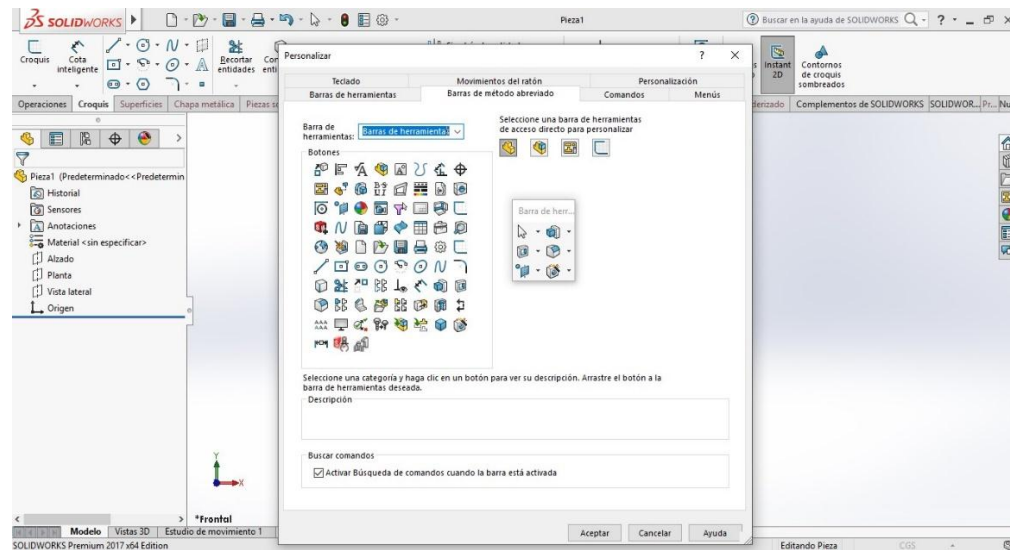 SOLIDWORKS
Pieza1
Buscar en la ayuda de SOLIDWORKS
?
Croquis
Cota
inteligente
Recortar
entidades
Instant
2D
Contornos
de croquis
sombreados
Operaciones Croquis Superficies Chapa metálica
Complementos de SOLIDWORKS SOLIDWOR... Pr... Nu
Personalizar
?
Teclado Movimientos del ratón Personalización
Barras de herramientas Barras de método abreviado Comandos Menús
Barra de
herramientas:
Seleccione una barra de herramientas
de acceso directo para personalizar
Botones
Barra de herr...
Seleccione una categoría y haga clic en un botón para ver su descripción. Arrastre el botón a la
barra de herramientas deseada.
Descripción
Buscar comandos
Activar Búsqueda de comandos cuando la barra está activada
Aceptar Cancelar Ayuda
Pieza1 (Predeterminado<<Predetermin
Historial
Sensores
Anotaciones
Material <sin especificar>
Alzado
Planta
Vista lateral
Origen
Y
X
*Frontal
Modelo Vistas 3D Estudio de movimiento 1
SOLIDWORKS Premium 2017 x64 Edition
Editando Pieza
CGS